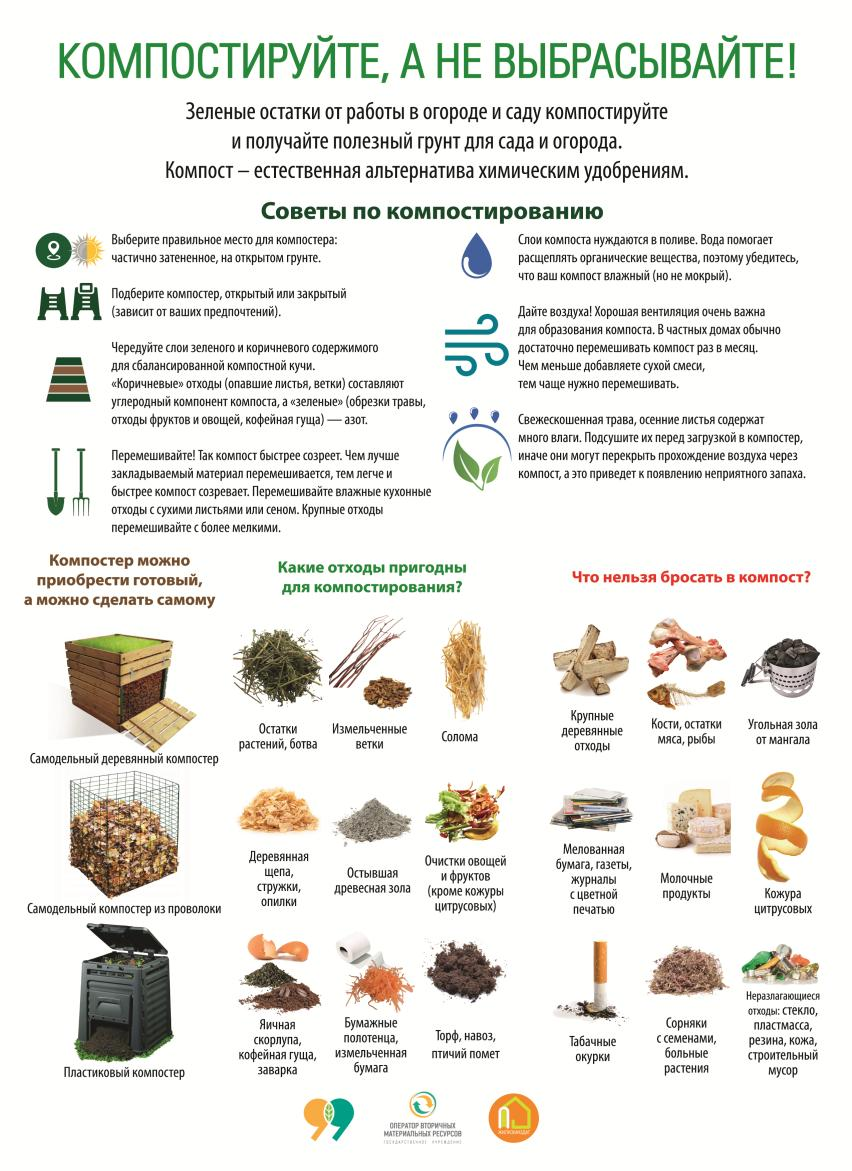 КОМПОСТИРУЙТЕ, А НЕ ВЫБРАСЫВАЙТЕ!
Зеленые остатки от работы в огороде и саду компостируйте
и получайте полезный грунт для сада и огорода.
Компост – естественная альтернатива химическим удобрениям.
Советы по компостированию
Выберите правильное место для компостера:
частично затененное, на открытом грунте.
Подберите компостер, открытый или закрытый
(зависит от ваших предпочтений).
Чередуйте слои зеленого и коричневого содержимого
для сбалансированной компостной кучи.
«Коричневые» отходы (опавшие листья, ветки) составляют
углеродный компонент компоста, а «зеленые» (обрезки травы,
отходы фруктов и овощей, кофейная гуща) — азот.
Перемешивайте! Так компост быстрее созреет. Чем лучше
закладываемый материал перемешивается, тем легче и
быстрее компост созревает. Перемешивайте влажные кухонные
отходы с сухими листьями или сеном. Крупные отходы
перемешивайте с более мелкими.
Слои компоста нуждаются в поливе. Вода помогает
расщеплять органические вещества, поэтому убедитесь,
что ваш компост влажный (но не мокрый).
Дайте воздуха! Хорошая вентиляция очень важна
для образования компоста. В частных домах обычно
достаточно перемешивать компост раз в месяц.
Чем меньше добавляете сухой смеси,
тем чаще нужно перемешивать.
Свежескошенная трава, осенние листья содержат
много влаги. Подсушите их перед загрузкой в компостер,
иначе они могут перекрыть прохождение воздуха через
компост, а это приведет к появлению неприятного запаха.
Компостер можно
приобрести готовый,
а можно сделать самому
Самодельный деревянный компостер
Самодельный компостер из проволоки
Пластиковый компостер
Какие отходы пригодны
для компостирования?
Остатки
растений, ботва
Измельченные
ветки
Солома
Деревянная
щепа,
стружки,
опилки
Остывшая
древесная зола
Очистки овощей
и фруктов
(кроме кожуры
цитрусовых)
Яичная
скорлупа,
кофейная гуща,
заварка
Бумажные
полотенца,
измельченная
бумага
Торф, навоз,
птичий помет
Что нельзя бросать в компост?
Крупные
деревянные
отходы
Кости, остатки
мяса, рыбы
Угольная зола
от мангала
Мелованная
бумага, газеты,
журналы
с цветной
печатью
Молочные
продукты
Кожура
цитрусовых
Табачные
окурки
Сорняки
с семенами,
больные
растения
Неразлагающиеся
отходы: стекло,
пластмасса,
резина, кожа,
строительный
мусор
ОПЕРАТОР ВТОРИЧНЫХ
МАТЕРИАЛЬНЫХ РЕСУРСОВ
ГОСУДАРСТВЕННОЕ УЧРЕЖДЕНИЕ